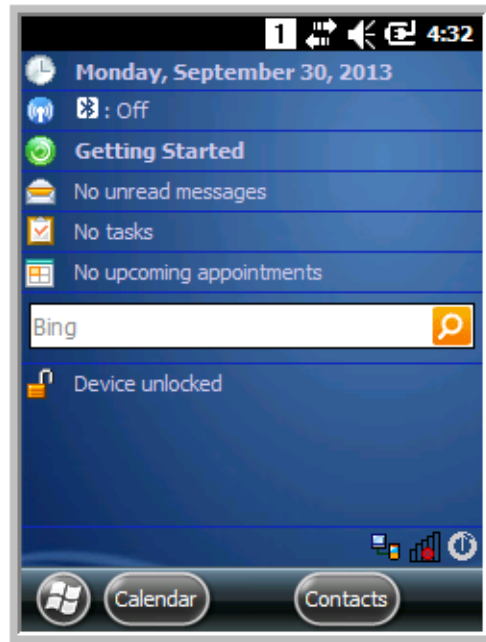 1 4:32
Monday, September 30, 2013
: Off
Getting Started
No unread messages
No tasks
No upcoming appointments
Bing
Device unlocked
Calendar Contacts